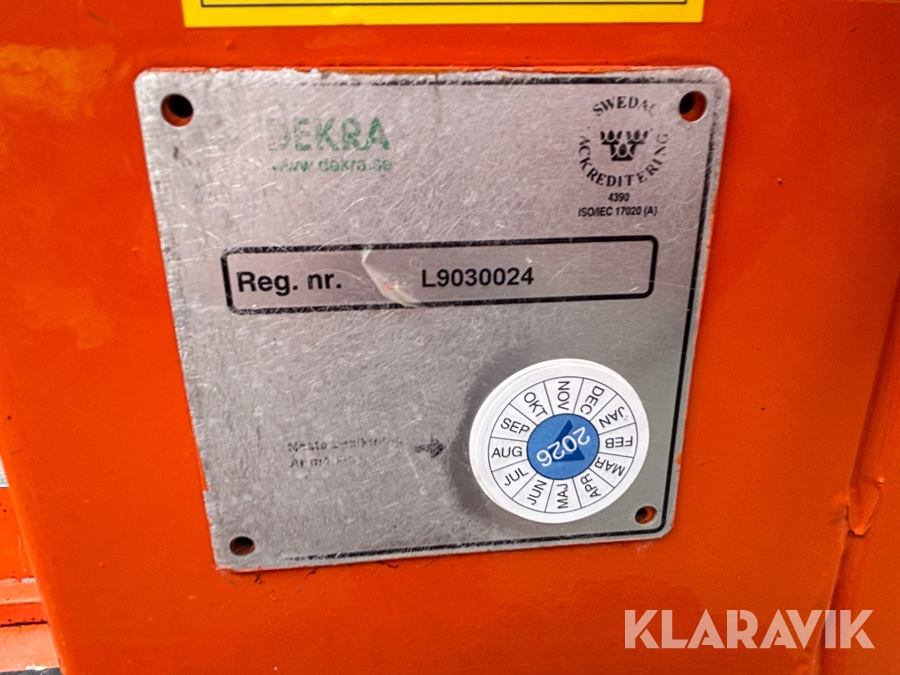 DEKRA
www.dekra.se
SWEDAC
ACKREDITERING
4390
ISO/IEC 17020 (A)
Reg. nr. L9030024
Nästa
JAN
FEB
MAR
APR
MAJ
JUN
JUL
AUG
SEP
OKT
NOV
DEC
2026
KLARAVIK